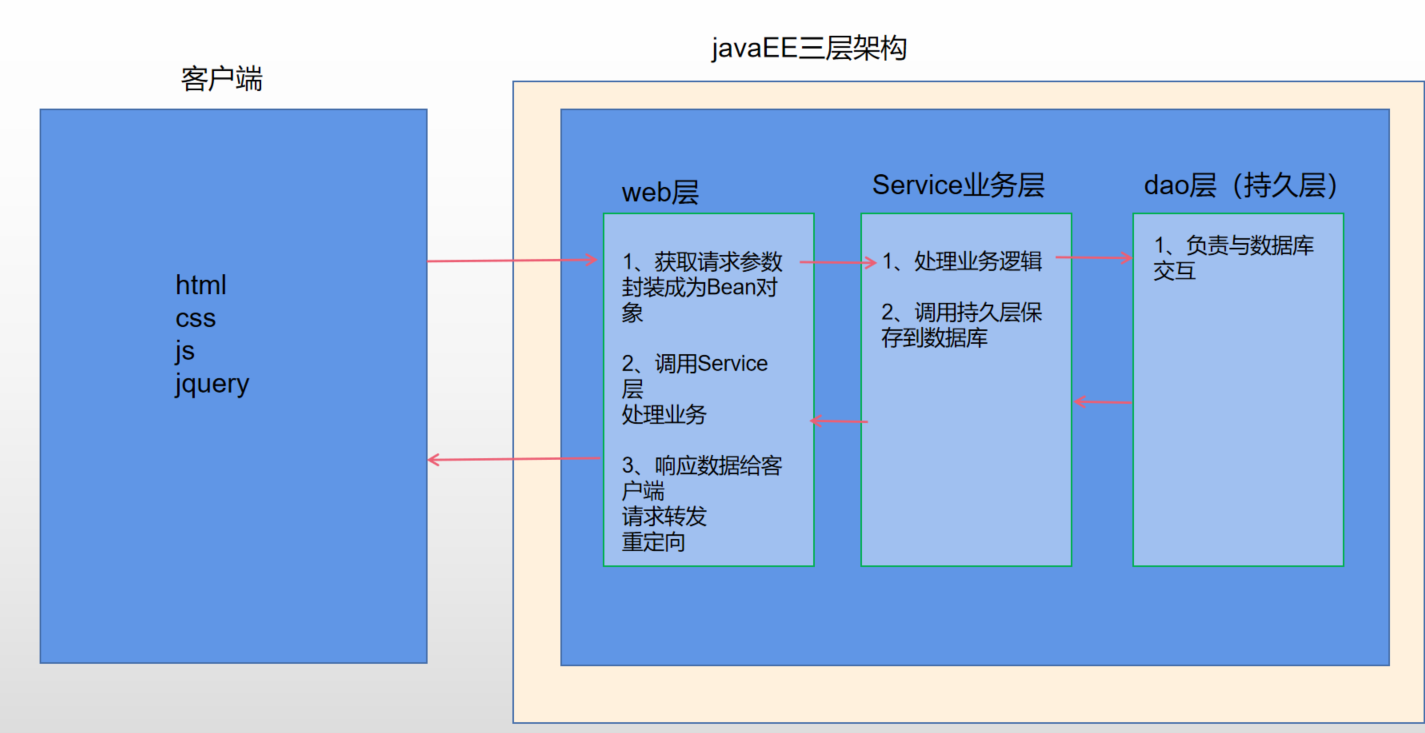 javaEE三层架构
客户端
html
css
js
jquery
web层
1、获取请求参数
封装成为Bean对
象
2、调用Service
层
处理业务
3、响应数据给客
户端
请求转发
重定向
Service业务层
1、处理业务逻辑
2、调用持久层保
存到数据库
dao层（持久层）
1、负责与数据库
交互